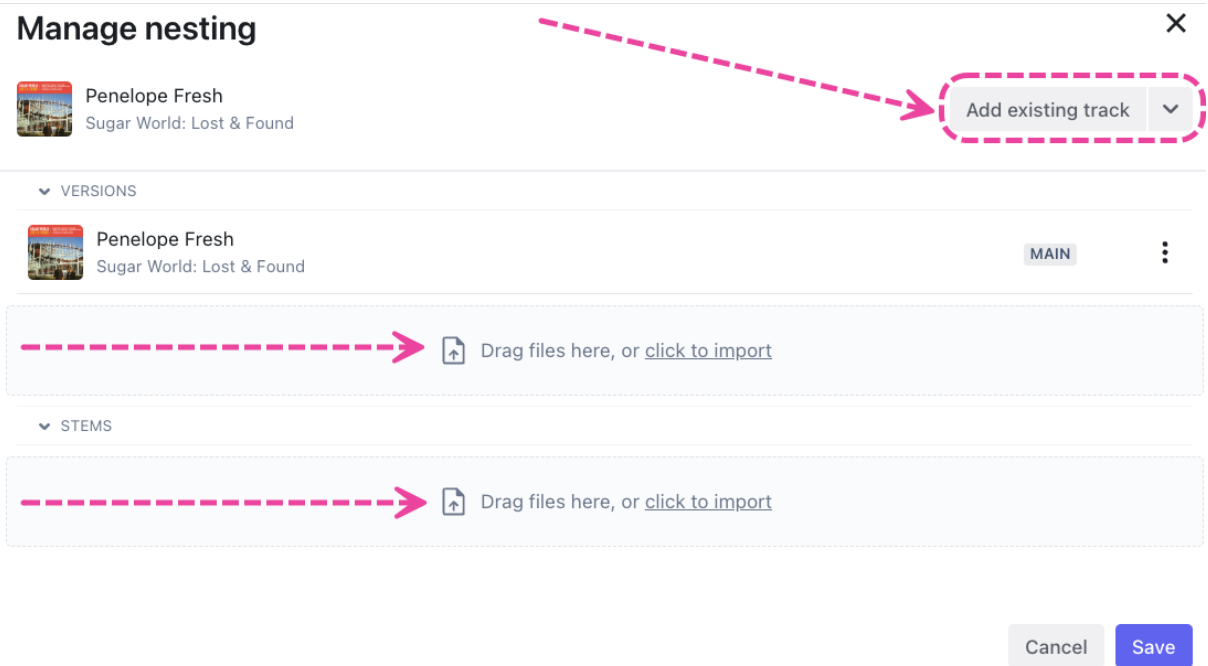 Manage nesting
Penelope Fresh
Sugar World: Lost & Found
Add existing track
VERSIONS
Penelope Fresh
Sugar World: Lost & Found
MAIN
Drag files here, or click to import
STEMS
Drag files here, or click to import
Cancel
Save